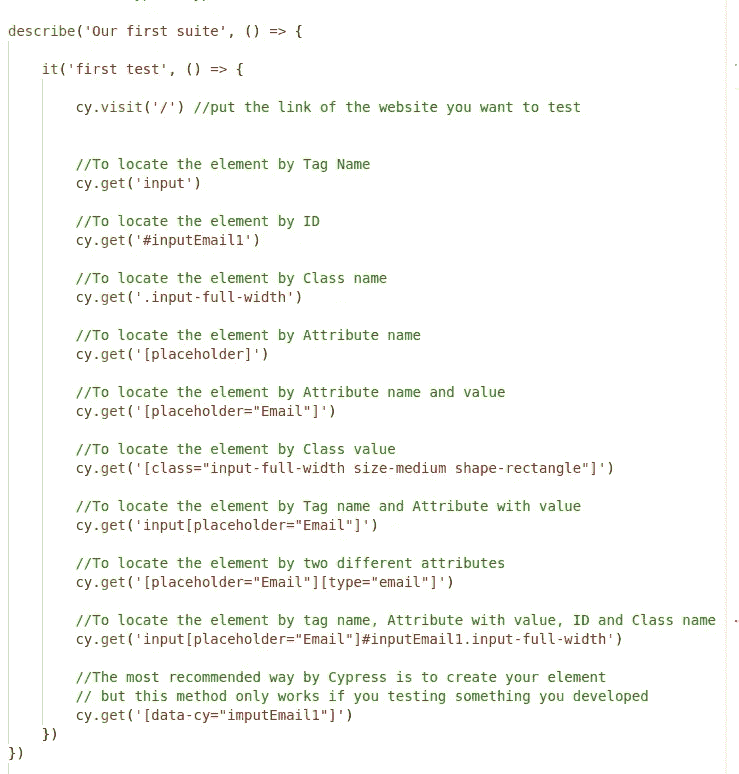 describe('Our first suite', () => {
it('first test', () => {
cy.visit('/') //put the link of the website you want to test
//To locate the element by Tag Name
cy.get('input')
//To locate the element by ID
cy.get('#inputEmail1')
//To locate the element by Class name
cy.get('.input-full-width')
//To locate the element by Attribute name
cy.get('[placeholder]')
//To locate the element by Attribute name and value
cy.get('[placeholder="Email"]')
//To locate the element by Class value
cy.get('[class="input-full-width size-medium shape-rectangle"]')
//To locate the element by Tag name and Attribute with value
cy.get('input[placeholder="Email"]')
//To locate the element by two different attributes
cy.get('[placeholder="Email"][type="email"]')
//To locate the element by tag name, Attribute with value, ID and Class name
cy.get('input[placeholder="Email"]#inputEmail1.input-full-width')
//The most recommended way by Cypress is to create your element
// but this method only works if you testing something you developed
cy.get('[data-cy="imputEmail1"]')
})
})